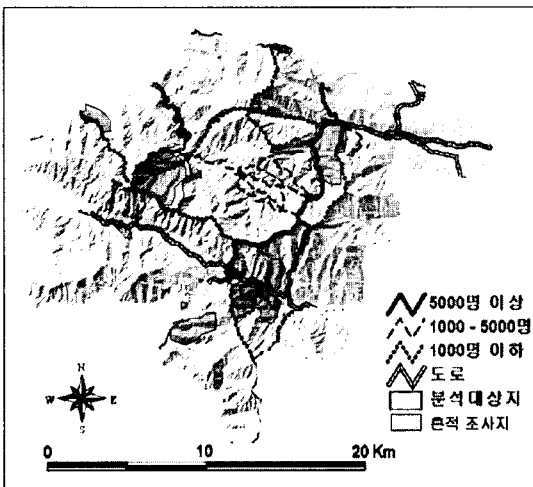 5000명 이상
1000 - 5000명
1000명 이하
도로
분석대상지
흔적 조사지
N
W E
S
0 10 20 Km